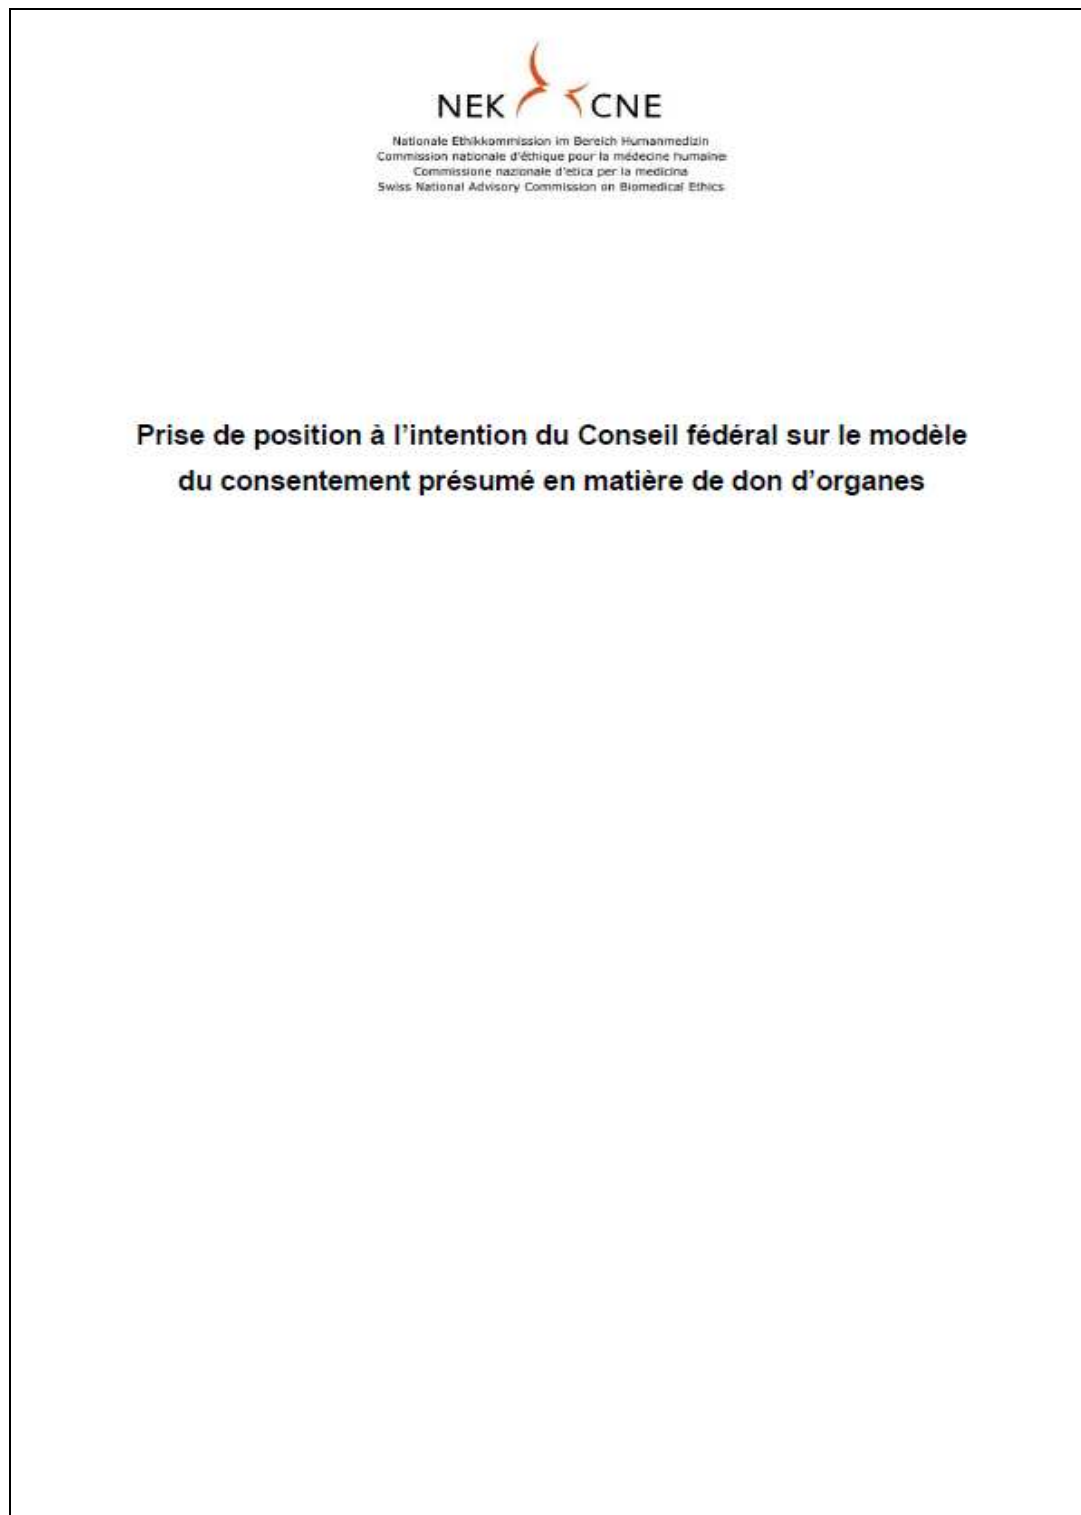 NEK CNE
Nationale Ethikkommission im Bereich Humanmedizin
Commission nationale d'éthique pour la médecine humaine
Commissione nazionale d'etica per la medicina
Swiss National Advisory Commission on Biomedical Ethics
Prise de position à l'intention du Conseil fédéral sur le modèle
du consentement présumé en matière de don d'organes